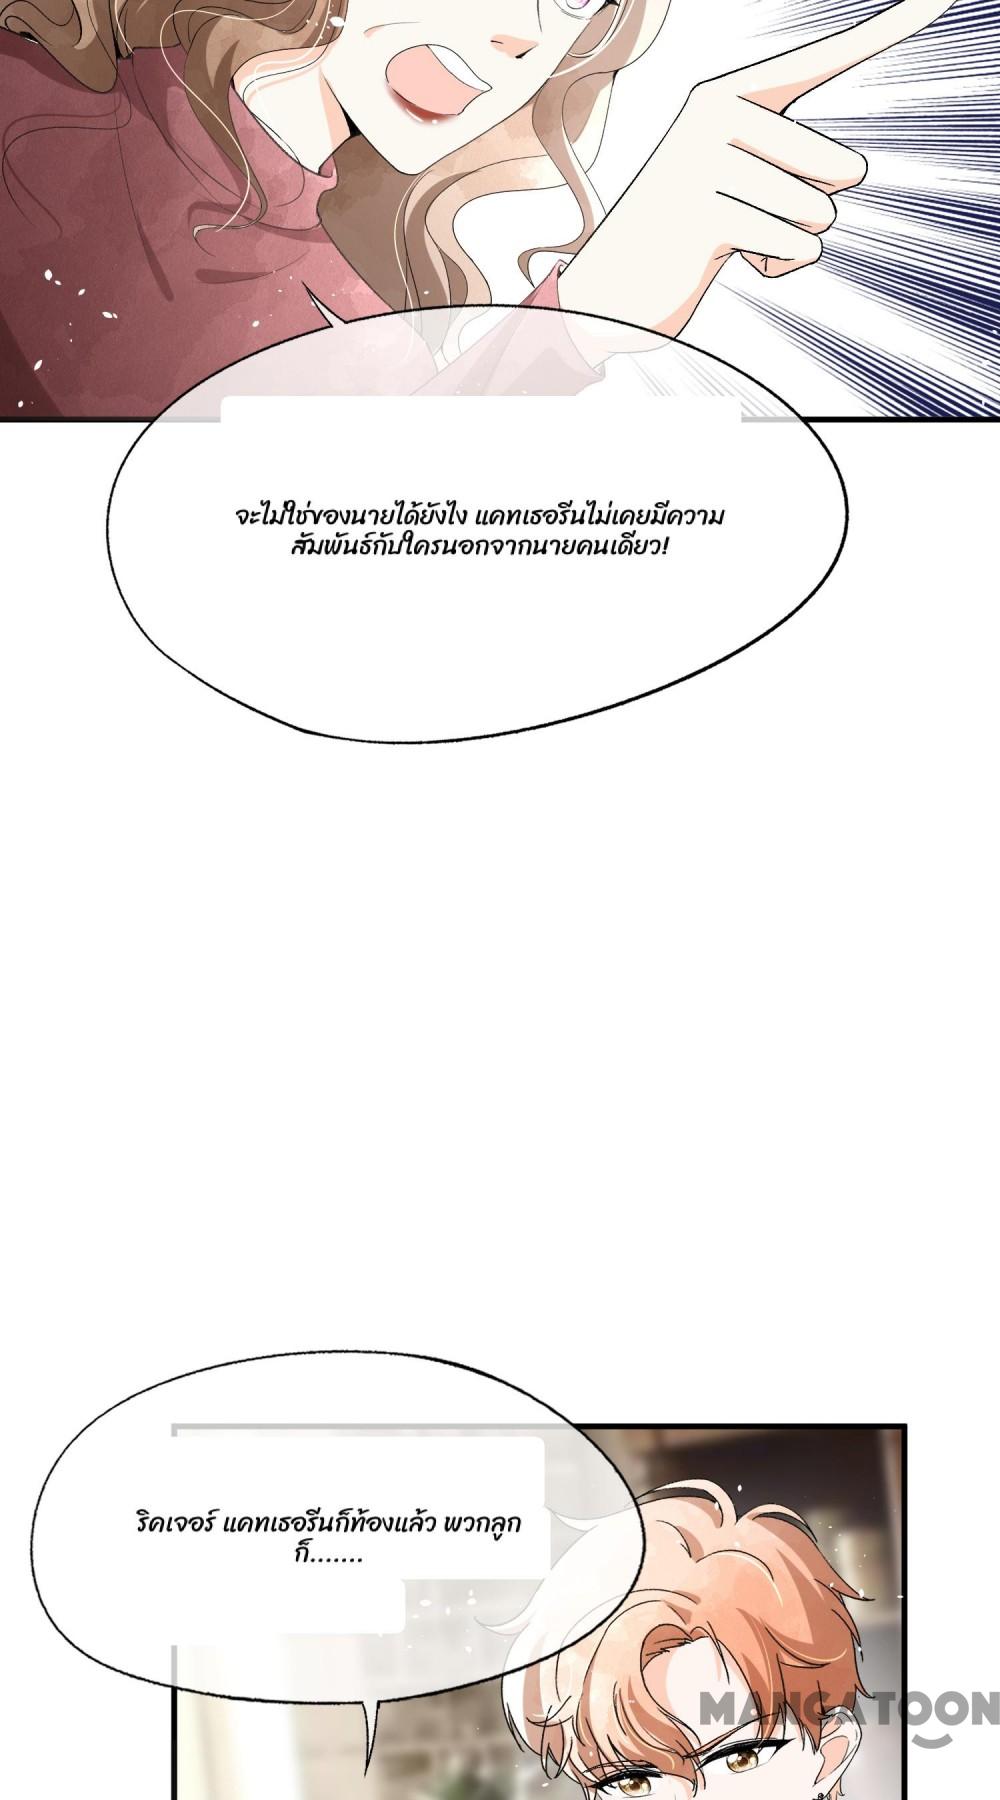 จะไม่ใช่ของนายได้ยังไง แคทเธอรีนไม่เคยมีความ
สัมพันธ์กับใครนอกจากนายคนเดียว!
ริคเจอร์ แคทเธอรีนก็ท้องแล้ว พวกลูก
ก็.......
MANGATOON